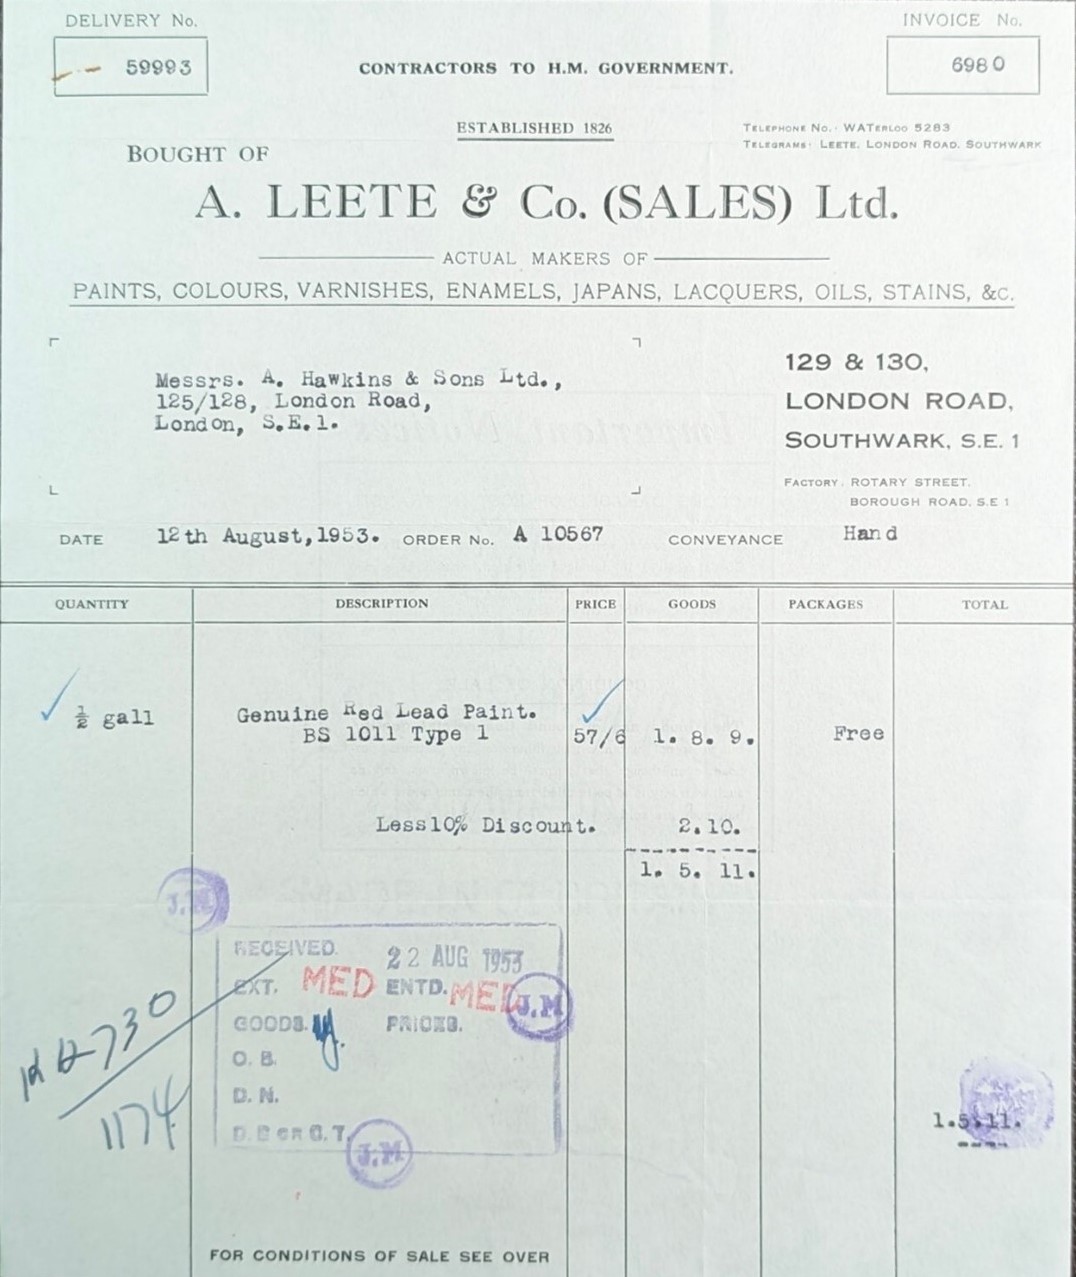 DELIVERY No.
59993
CONTRACTORS TO H.M. GOVERNMENT.
INVOICE No.
6980
ESTABLISHED 1826
TELEPHONE No.: WATERLOO 5283
TELEGRAMS: LEETE, LONDON ROAD, SOUTHWARK
BOUGHT OF
A. LEETE & Co. (SALES) Ltd.
ACTUAL MAKERS OF
PAINTS, COLOURS, VARNISHES, ENAMELS, JAPANS, LACQUERS, OILS, STAINS, &c.
Messrs. A. Hawkins & Sons Ltd.,
125/128, London Road,
London, S.E.1.
129 & 130,
LONDON ROAD,
SOUTHWARK, S.E. 1
FACTORY, ROTARY STREET,
BOROUGH ROAD, S.E 1
DATE 12th August,1953. ORDER No. A 10567 CONVEYANCE Hand
QUANTITY DESCRIPTION PRICE GOODS PACKAGES TOTAL
½ gall Genuine Red Lead Paint.
BS 1011 Type 1 57/6 1. 8. 9. Free
Less10% Discount. 2.10.
1. 5. 11.
J.M
RECEIVED. 22 AUG 1953
EXT. MED ENTD. MED J.M
GOODS. PRICES.
O. B.
D. N.
D.B OR C.T. J.M
730
1174
1.5.11.
FOR CONDITIONS OF SALE SEE OVER